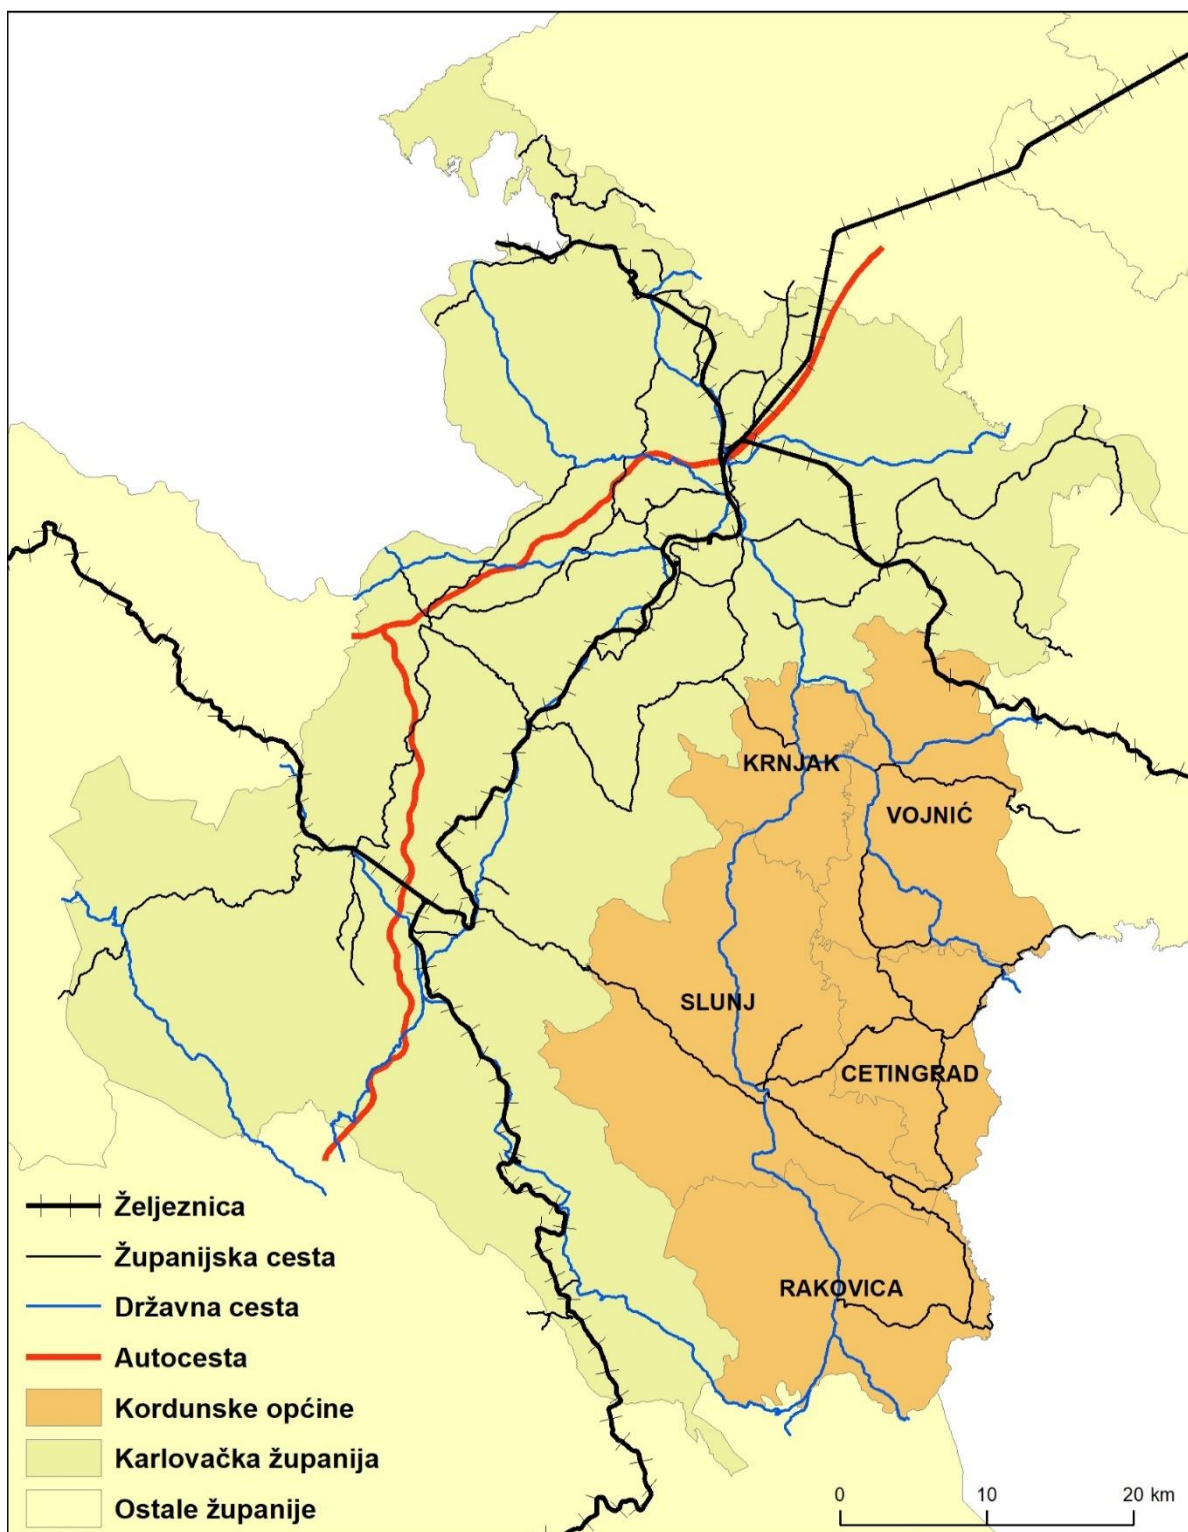 KRNJAK
VOJNIĆ
SLUNJ
CETINGRAD
RAKOVICA
Željeznica
Županijska cesta
Državna cesta
Autocesta
Kordunske općine
Karlovačka županija
Ostale županije
0 10 20 km